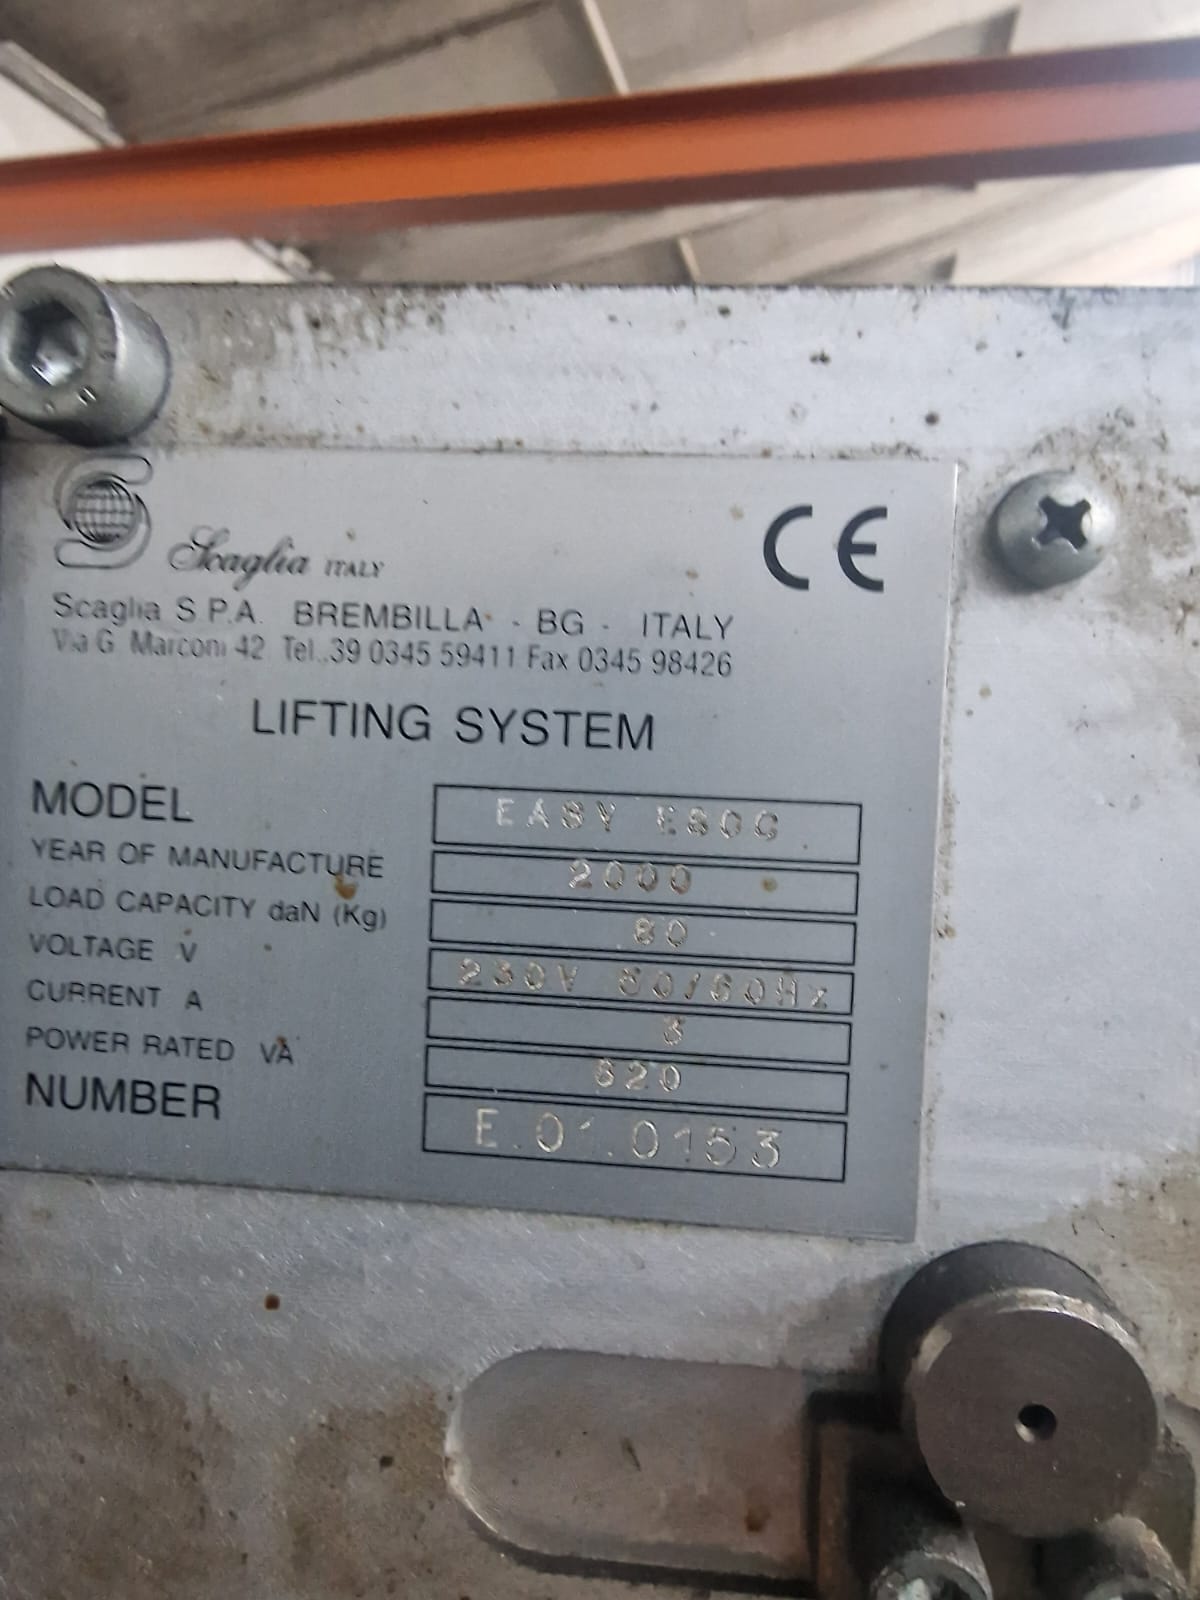 Scaglia ITALY
CE
Scaglia S.P.A. BREMBILLA - BG - ITALY
Via G. Marconi 42 Tel. 39 0345 59411 Fax 0345 98426
LIFTING SYSTEM
MODEL EASY E80C
YEAR OF MANUFACTURE 2000
LOAD CAPACITY daN (Kg) 80
VOLTAGE V 230V 50/60Hz
CURRENT A 3
POWER RATED VA 620
NUMBER E.01.0153